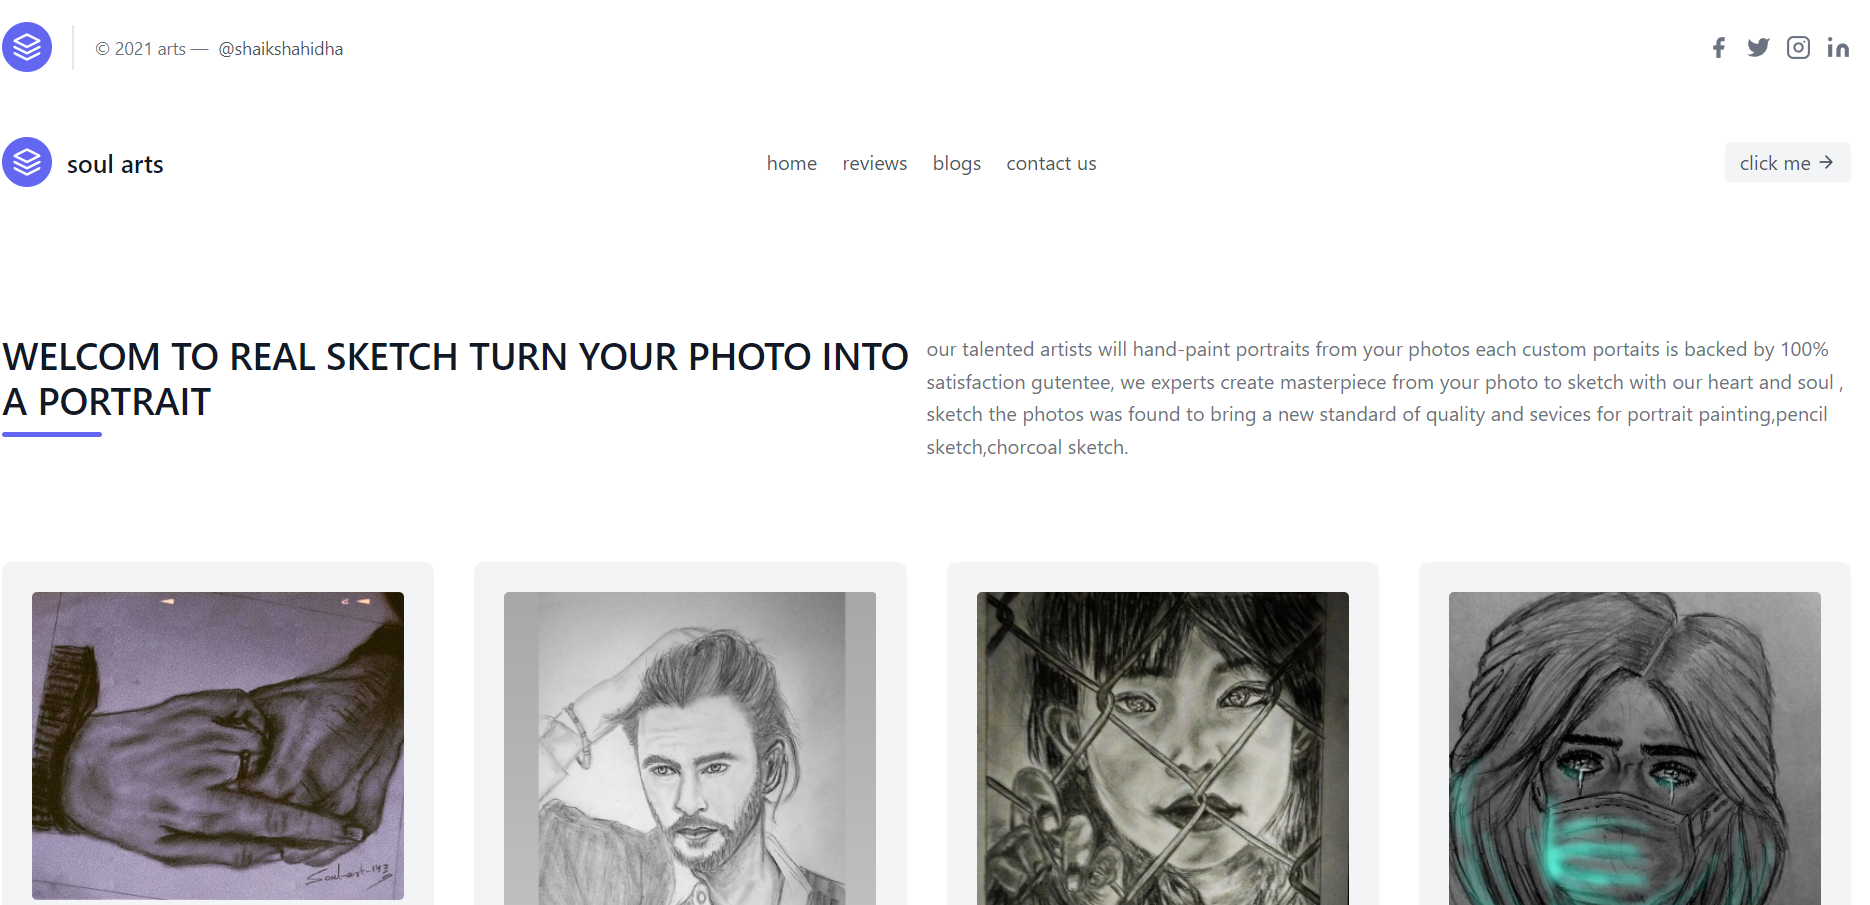 © 2021 arts — @shaikshahidha
soul arts
home reviews blogs contact us
click me →
WELCOM TO REAL SKETCH TURN YOUR PHOTO INTO
A PORTRAIT
our talented artists will hand-paint portraits from your photos each custom portaits is backed by 100%
satisfaction gutentee, we experts create masterpiece from your photo to sketch with our heart and soul ,
sketch the photos was found to bring a new standard of quality and sevices for portrait painting,pencil
sketch,chorcoal sketch.
Soul-art-143